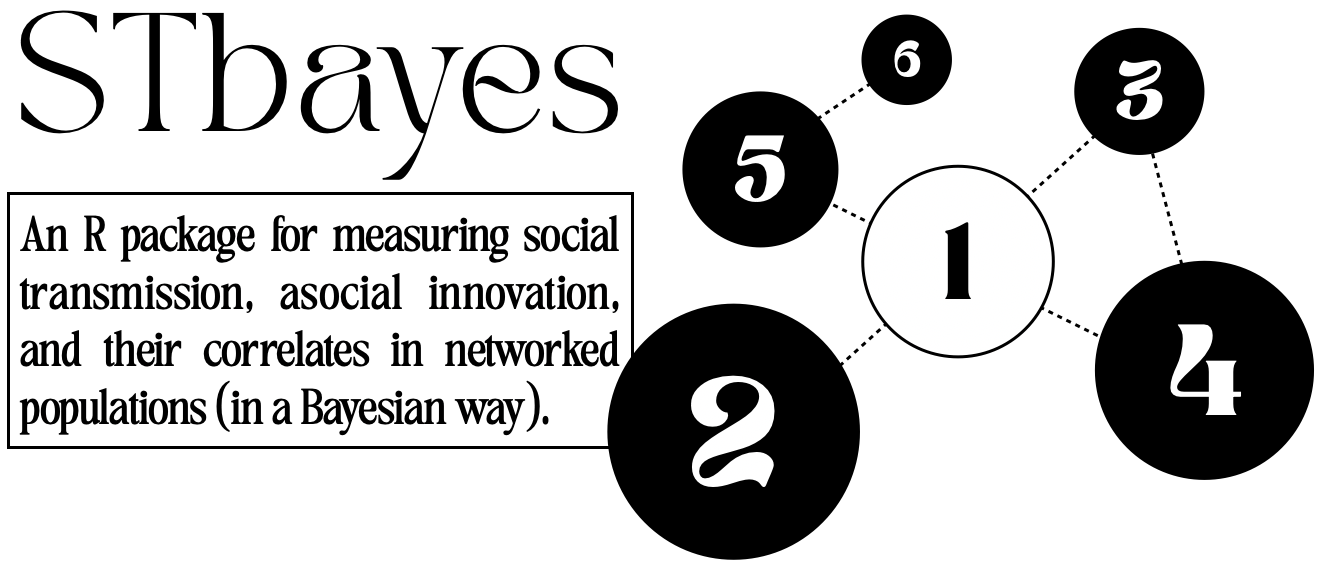 STbayes
An R package for measuring social
transmission, asocial innovation,
and their correlates in networked
populations (in a Bayesian way).
6
3
5
1
4
2